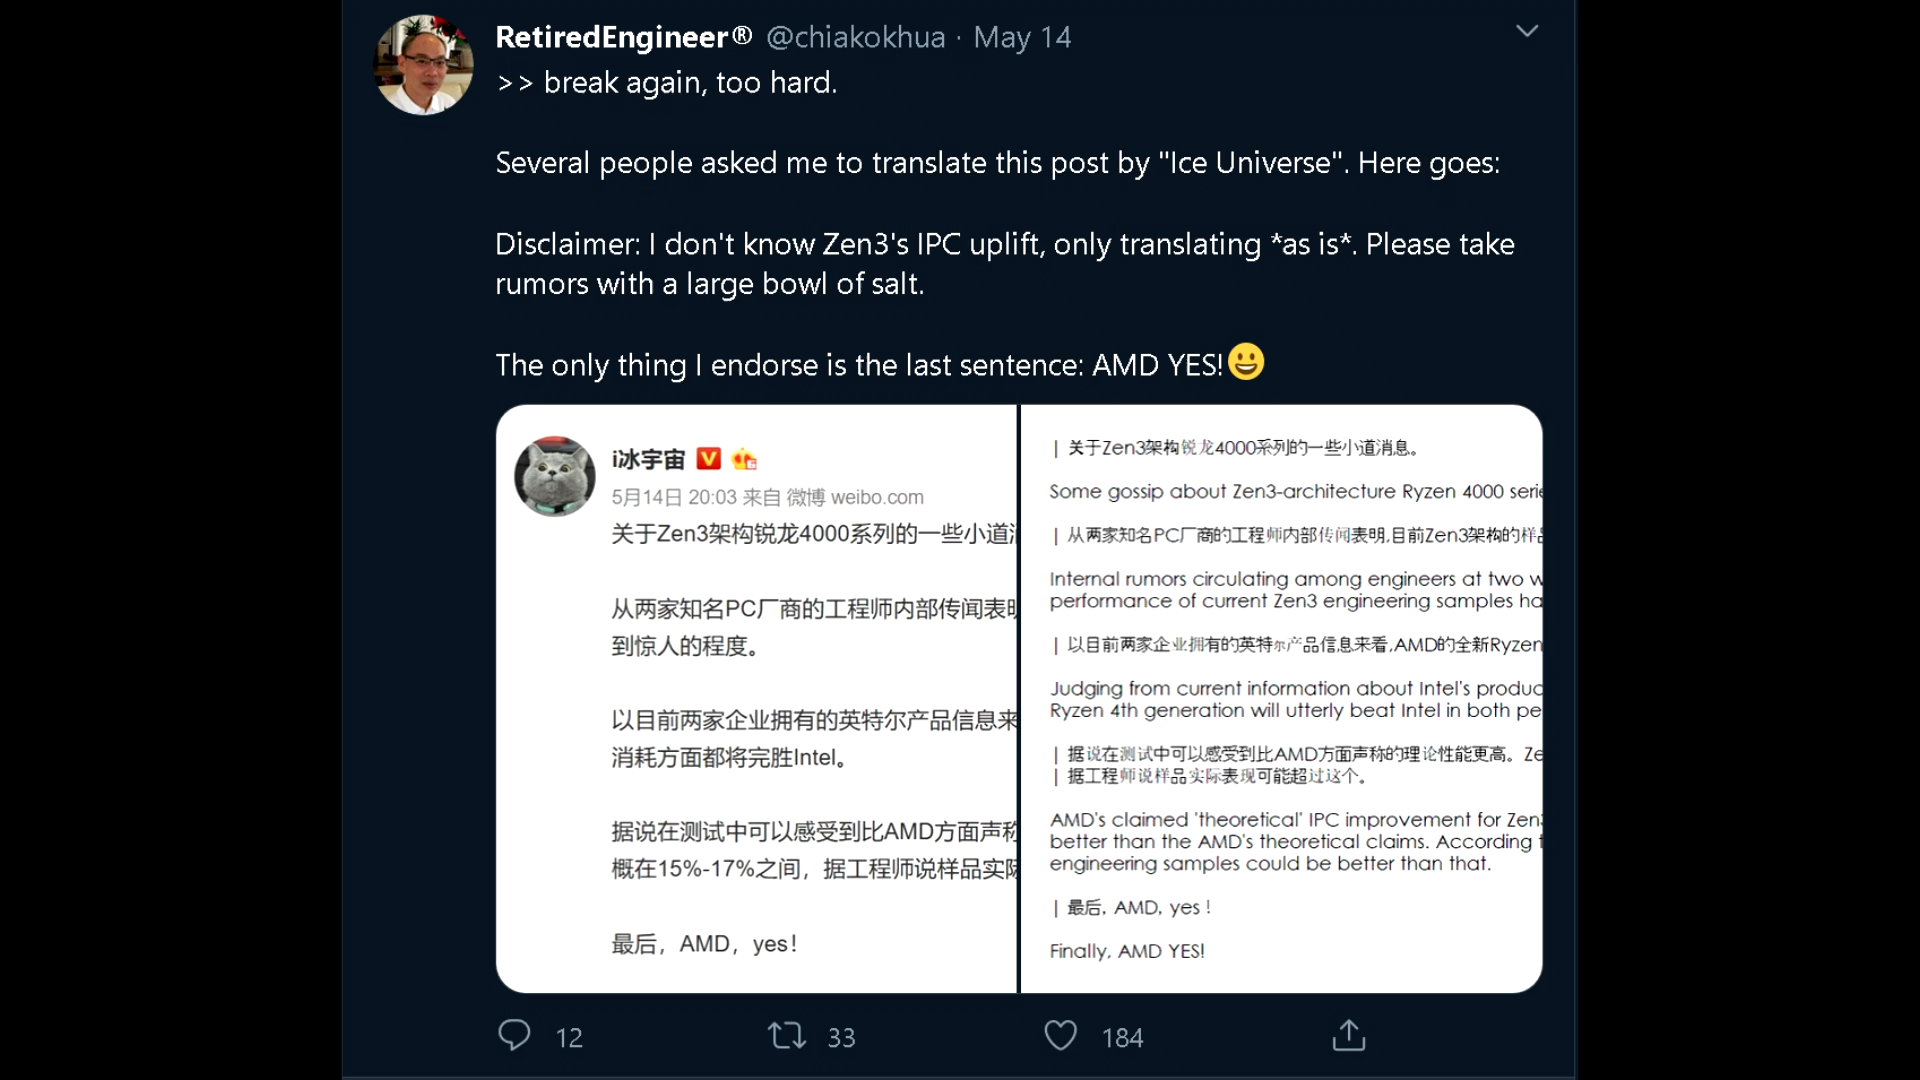 RetiredEngineer® @chiakokhua · May 14
>> break again, too hard.
Several people asked me to translate this post by "Ice Universe". Here goes:
Disclaimer: I don't know Zen3's IPC uplift, only translating *as is*. Please take
rumors with a large bowl of salt.
The only thing I endorse is the last sentence: AMD YES!😀
i冰宇宙
5月14日 20:03 来自 微博 weibo.com
关于Zen3架构锐龙4000系列的一些小道
从两家知名PC厂商的工程师内部传闻表
到惊人的程度。
以目前两家企业拥有的英特尔产品信息来
消耗方面都将完胜Intel。
据说在测试中可以感受到比AMD方面声称
概在15%-17%之间，据工程师说样品实际
最后，AMD，yes！
| 关于Zen3架构锐龙4000系列的一些小道消息。
Some gossip about Zen3-architecture Ryzen 4000
| 从两家知名PC厂商的工程师内部传闻表明,目前Zen3架构的样
Internal rumors circulating among engineers at two
performance of current Zen3 engineering samples
| 以目前两家企业拥有的英特尔产品信息来看,AMD的全新Ryzen
Judging from current information about Intel's
Ryzen 4th generation will utterly beat Intel in both
| 据说在测试中可以感受到比AMD方面声称的理论性能更高。
| 据工程师说样品实际表现可能超过这个。
AMD's claimed 'theoretical' IPC improvement for
better than the AMD's theoretical claims. According
engineering samples could be better than that.
| 最后, AMD, yes !
Finally, AMD YES!
12 33 184